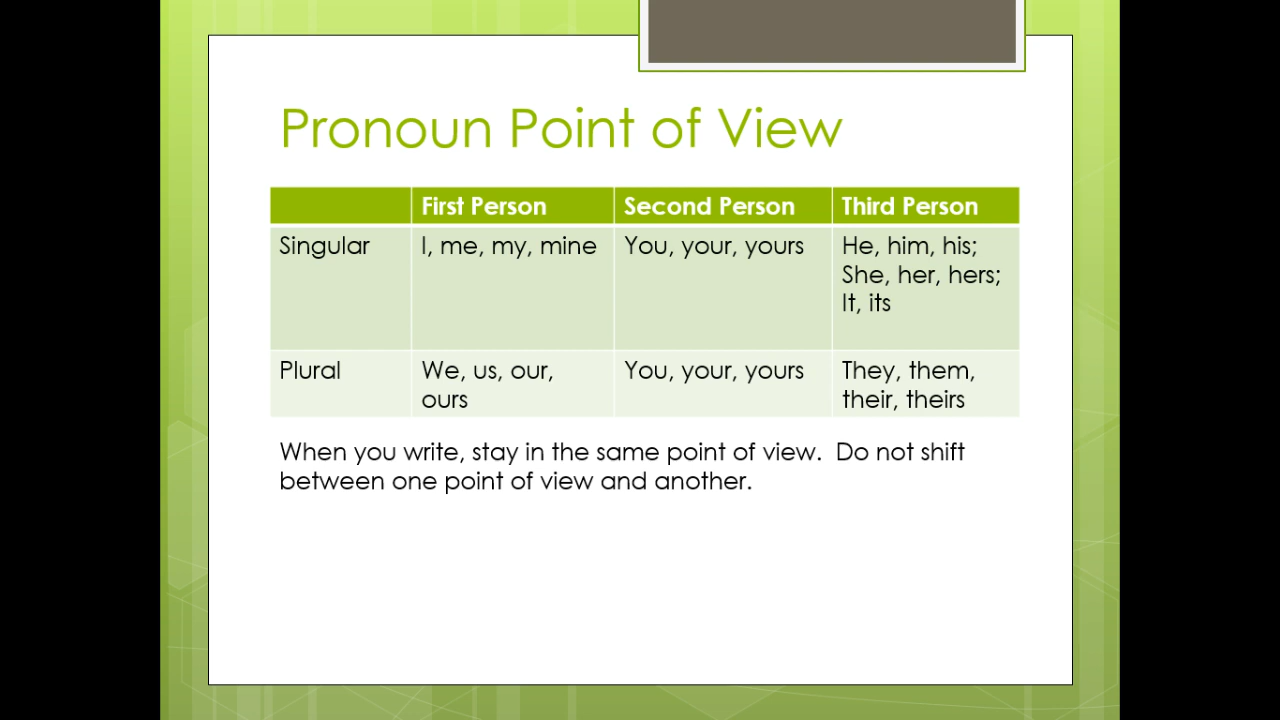 Pronoun Point of View
First Person Second Person Third Person
Singular I, me, my, mine You, your, yours He, him, his;
She, her, hers;
It, its
Plural We, us, our, You, your, yours They, them,
ours their, theirs
When you write, stay in the same point of view.  Do not shift
between one point of view and another.